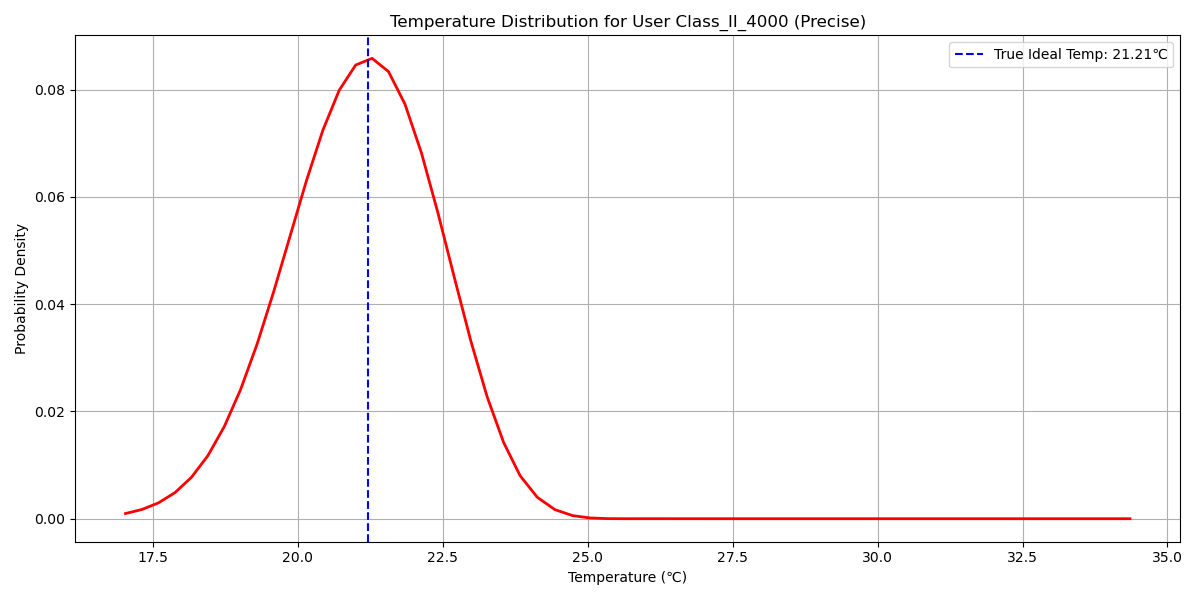 Temperature Distribution for User Class_II_4000 (Precise)
True Ideal Temp: 21.21℃
Probability Density
0.08
0.06
0.04
0.02
0.00
17.5 20.0 22.5 25.0 27.5 30.0 32.5 35.0
Temperature (℃)